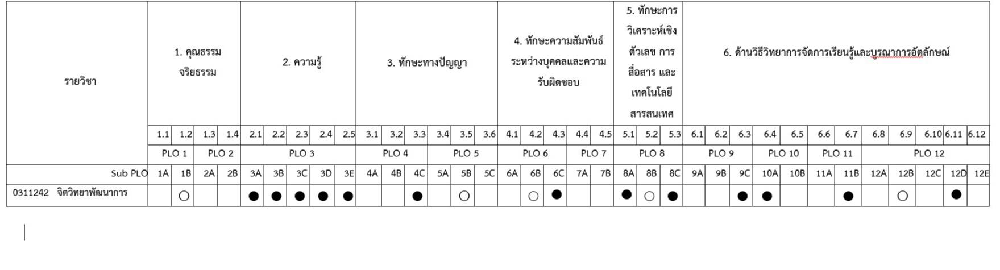 รายวิชา
1. คุณธรรม
จริยธรรม
2. ความรู้
3. ทักษะทางปัญญา
4. ทักษะความสัมพันธ์
ระหว่างบุคคลและความ
รับผิดชอบ
5. ทักษะการ
วิเคราะห์เชิง
ตัวเลข การ
สื่อสาร และ
เทคโนโลยี
สารสนเทศ
6. ด้านวิธีวิทยาการจัดการเรียนรู้และบูรณาการอัตลักษณ์
1.1 1.2 1.3 1.4 2.1 2.2 2.3 2.4 2.5 3.1 3.2 3.3 3.4 3.5 3.6 4.1 4.2 4.3 4.4 4.5 5.1 5.2 5.3 6.1 6.2 6.3 6.4 6.5 6.6 6.7 6.8 6.9 6.10 6.11 6.12
PLO 1 PLO 2 PLO 3 PLO 4 PLO 5 PLO 6 PLO 7 PLO 8 PLO 9 PLO 10 PLO 11 PLO 12
Sub PLO 1A 1B 2A 2B 3A 3B 3C 3D 3E 4A 4B 4C 5A 5B 5C 6A 6B 6C 7A 7B 8A 8B 8C 9A 9B 9C 10A 10B 11A 11B 12A 12B 12C 12D 12E
0311242 จิตวิทยาพัฒนาการ ○ ● ● ● ● ● ● ○ ○ ● ● ○ ● ● ● ● ○ ●